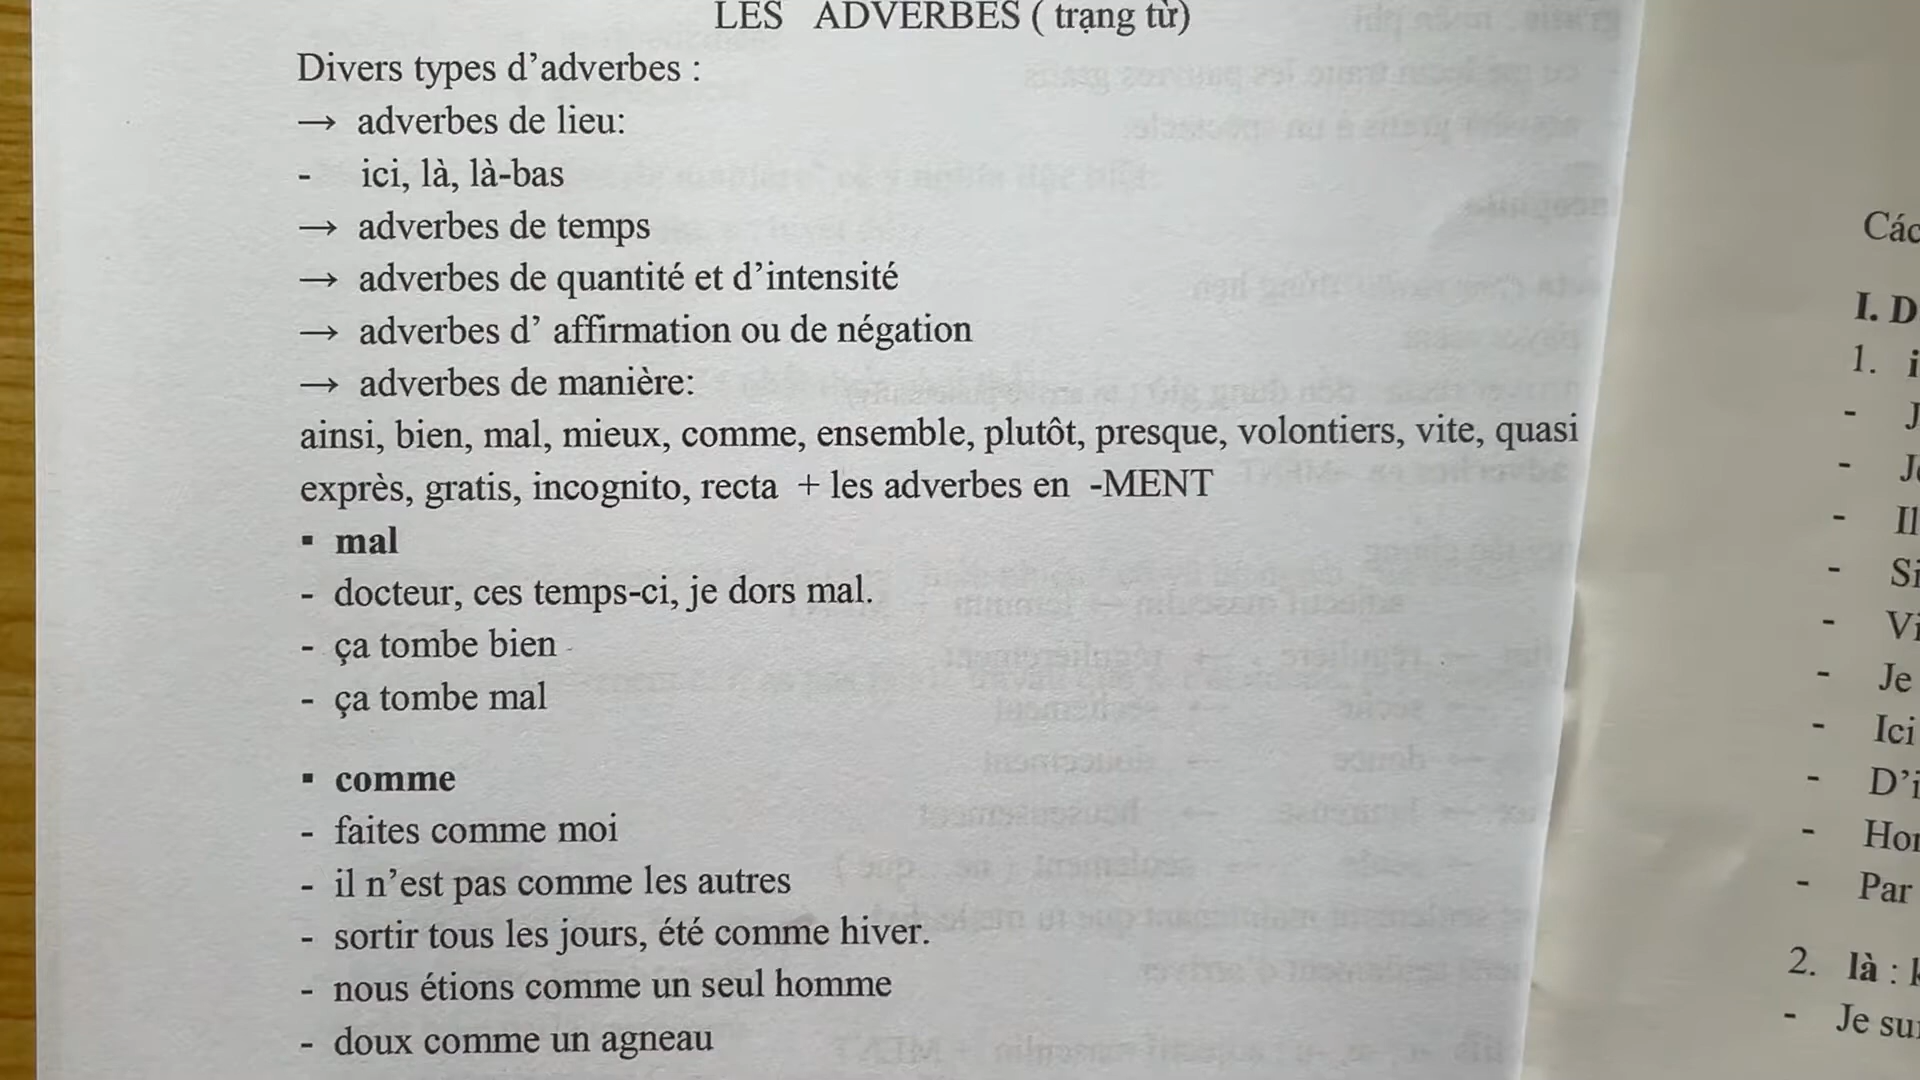 LES ADVERBES ( trạng từ)
Divers types d’adverbes :
→ adverbes de lieu:
- ici, là, là-bas
→ adverbes de temps
→ adverbes de quantité et d’intensité
→ adverbes d’ affirmation ou de négation
→ adverbes de manière:
ainsi, bien, mal, mieux, comme, ensemble, plutôt, presque, volontiers, vite, quasi
exprès, gratis, incognito, recta + les adverbes en -MENT
▪ mal
- docteur, ces temps-ci, je dors mal.
- ça tombe bien
- ça tombe mal
▪ comme
- faites comme moi
- il n’est pas comme les autres
- sortir tous les jours, été comme hiver.
- nous étions comme un seul homme
- doux comme un agneau
Các
I. D
1. i
- J
-
- Il
- Si
- Vi
- Je
- Ici
- D’i
-
- Par
2. là :
- Je